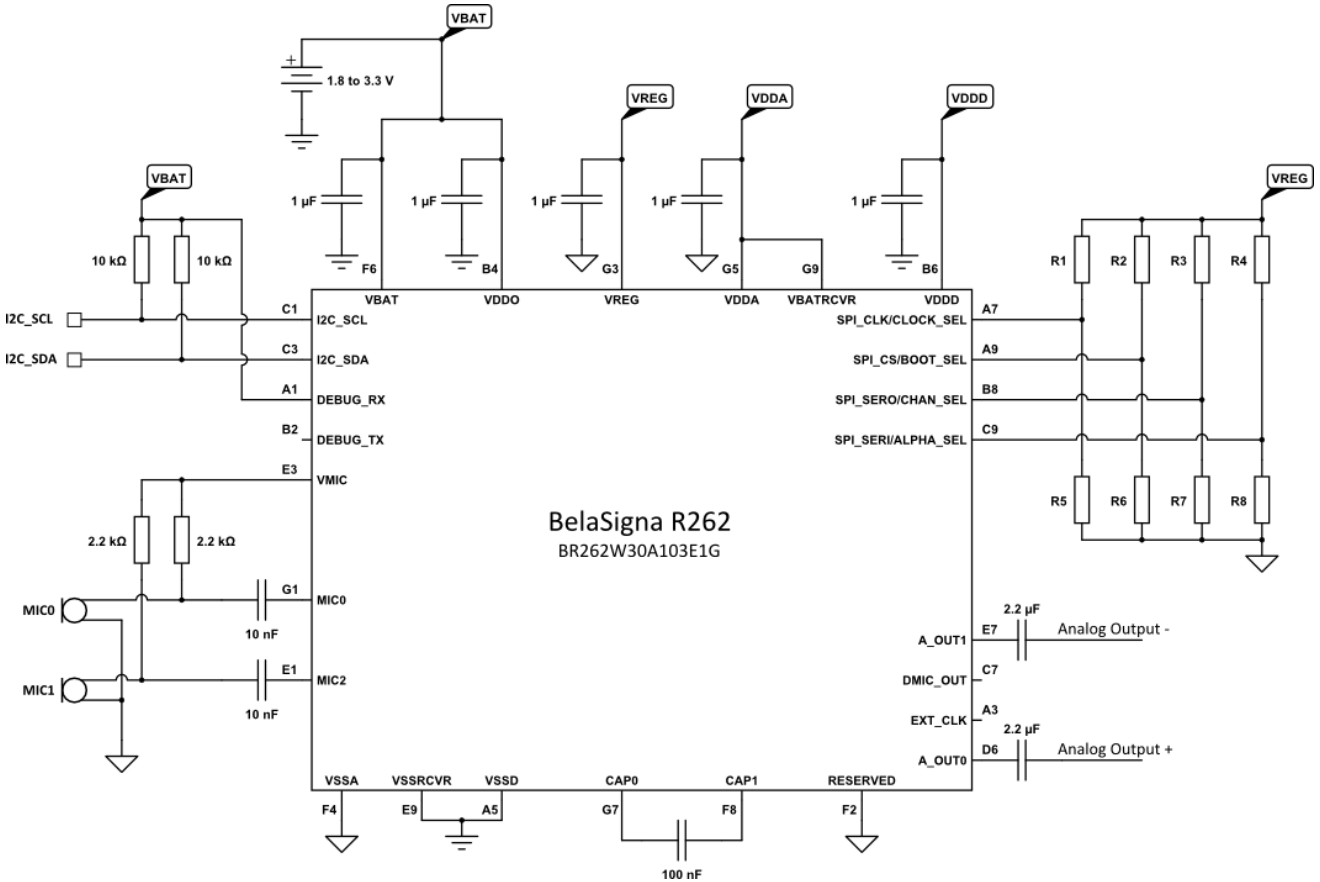 VBAT
+
1.8 to 3.3 V
VREG
VDDA
VDDD
VBAT
VREG
1 µF
1 µF
1 µF
1 µF
1 µF
10 kΩ
10 kΩ
R1
R2
R3
R4
F6
B4
G3
G5
G9
B6
VBAT
VDDO
VREG
VDDA
VBATRCVR
VDDD
I2C_SCL
C1
I2C_SCL
SPI_CLK/CLOCK_SEL
A7
I2C_SDA
C3
I2C_SDA
SPI_CS/BOOT_SEL
A9
A1
DEBUG_RX
SPI_SERO/CHAN_SEL
B8
B2
DEBUG_TX
SPI_SERI/ALPHA_SEL
C9
E3
VMIC
R5
R6
R7
R8
2.2 kΩ
2.2 kΩ
BelaSigna R262
BR262W30A103E1G
MIC0
G1
MIC0
10 nF
2.2 µF
A_OUT1
E7
Analog Output -
MIC1
E1
MIC2
10 nF
DMIC_OUT
C7
EXT_CLK
A3
2.2 µF
A_OUT0
D6
Analog Output +
VSSA
VSSRCVR
VSSD
CAP0
CAP1
RESERVED
F4
E9
A5
G7
F8
F2
100 nF